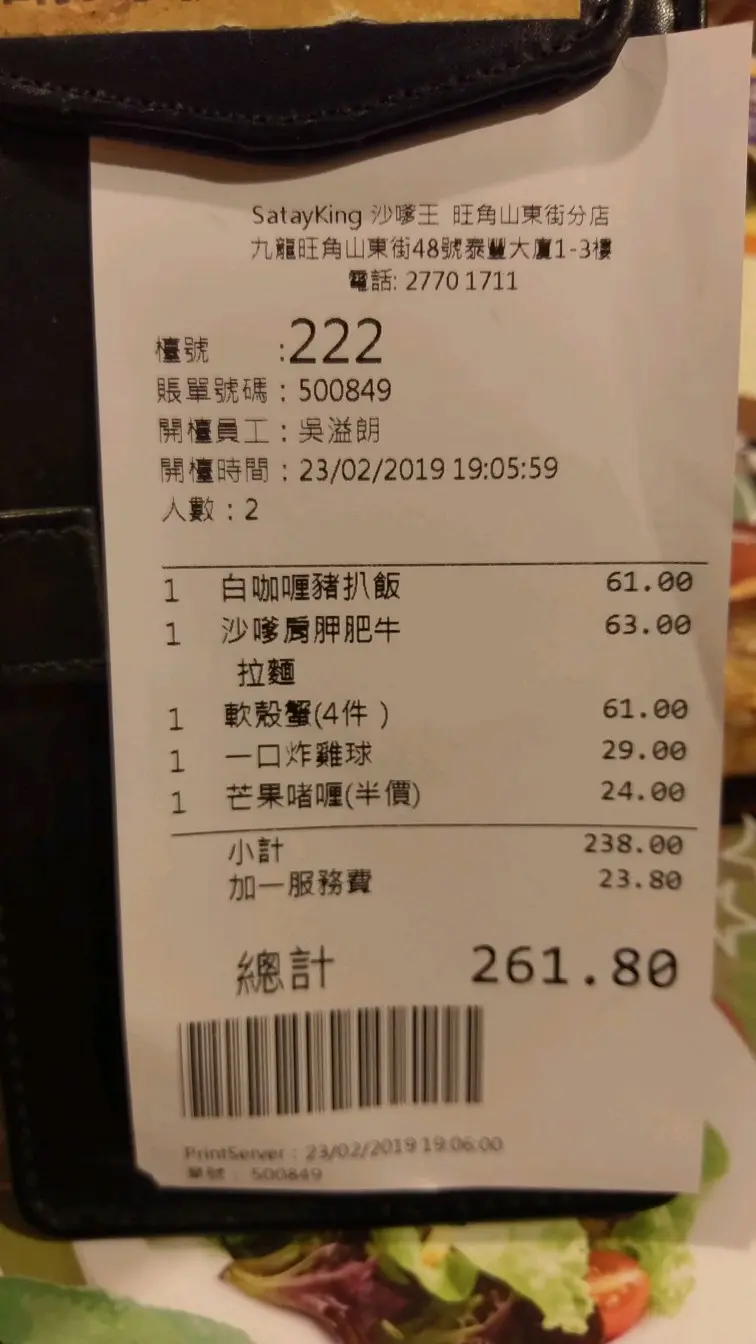 SatayKing 沙嗲王 旺角山東街分店
九龍旺角山東街48號泰豐大廈1-3樓
電話: 2770 1711
檯號 :222
賬單號碼 : 500849
開檯員工 : 吳溢朗
開檯時間 : 23/02/2019 19:05:59
人數 : 2
1 白咖喱豬扒飯 61.00
1 沙嗲肩胛肥牛 63.00
拉麵
1 軟殼蟹(4件 ) 61.00
1 一口炸雞球 29.00
1 芒果啫喱(半價) 24.00
小計 238.00
加一服務費 23.80
總計 261.80
PrintServer : 23/02/2019 19:06:00
單號 : 500849